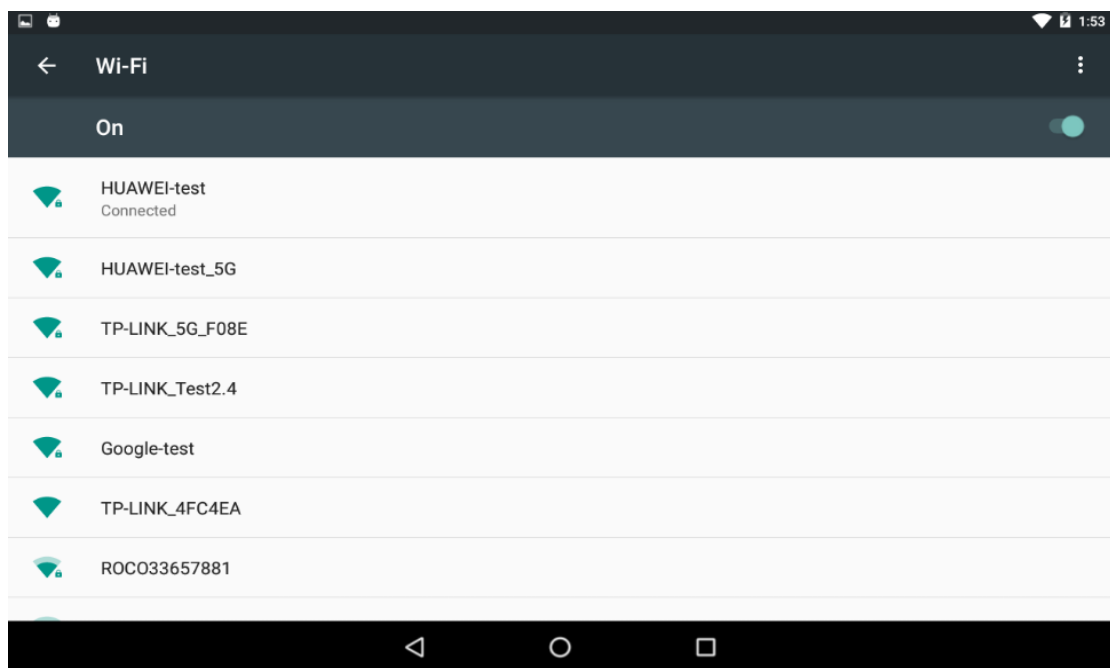 1:53
Wi-Fi
On
HUAWEI-test
Connected
HUAWEI-test_5G
TP-LINK_5G_F08E
TP-LINK_Test2.4
Google-test
TP-LINK_4FC4EA
ROCO33657881